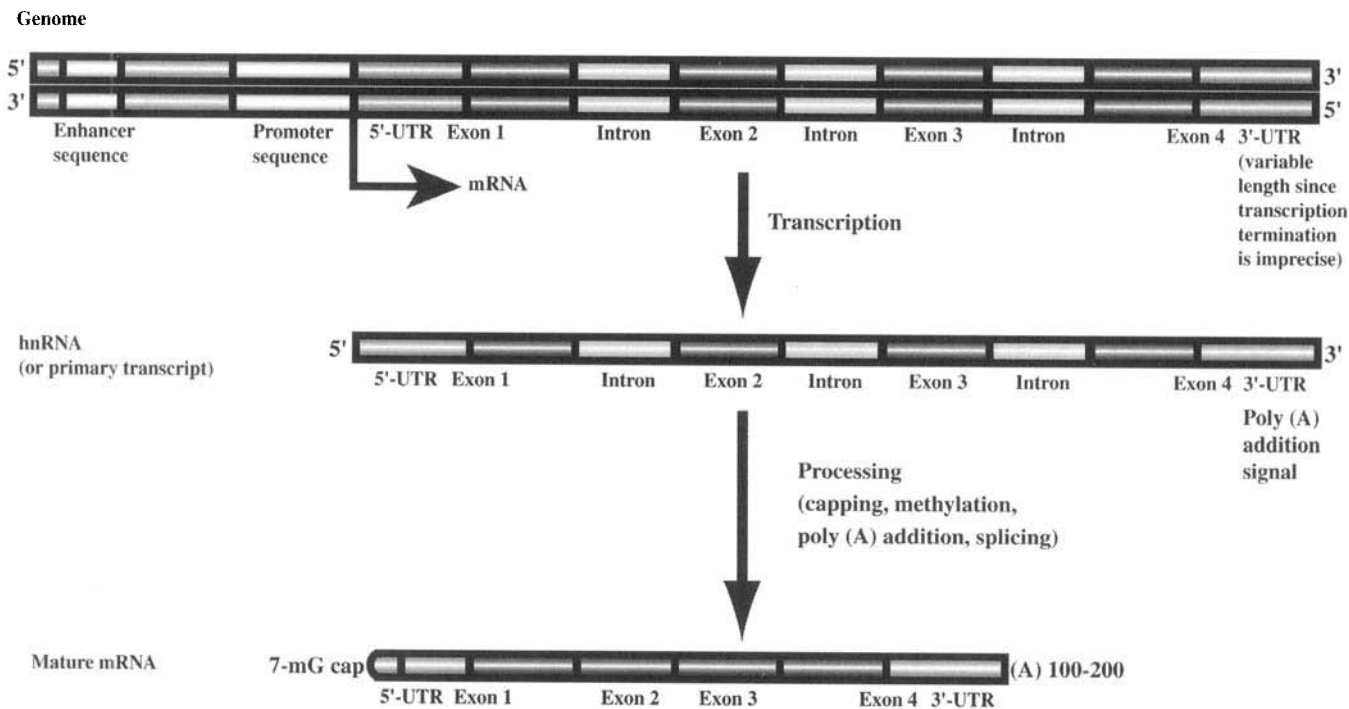 Genome
5' 3'
3' 5'
Enhancer sequence
Promoter sequence
5'-UTR Exon 1 Intron Exon 2 Intron Exon 3 Intron Exon 4 3'-UTR
(variable
length since
transcription
termination
is imprecise)
mRNA
Transcription
hnRNA
(or primary transcript)
5' 3'
5'-UTR Exon 1 Intron Exon 2 Intron Exon 3 Intron Exon 4 3'-UTR
Poly (A)
addition
signal
Processing
(capping, methylation,
poly (A) addition, splicing)
Mature mRNA
7-mG cap (A) 100-200
5'-UTR Exon 1 Exon 2 Exon 3 Exon 4 3'-UTR